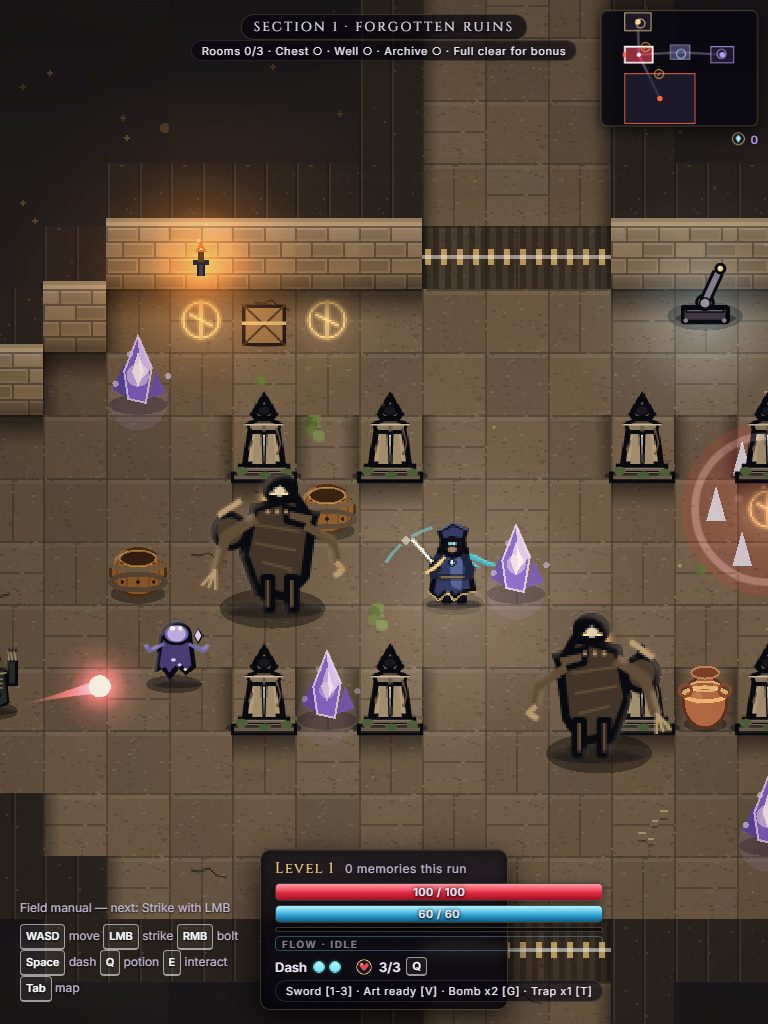 SECTION 1 · FORGOTTEN RUINS
Rooms 0/3 · Chest ○ · Well ○ · Archive ○ · Full clear for bonus
0
LEVEL 1 0 memories this run
100 / 100
60 / 60
FLOW · IDLE
Dash 3/3 Q
Sword [1-3] · Art ready [V] · Bomb x2 [G] · Trap x1 [T]
Field manual — next: Strike with LMB
WASD move LMB strike RMB bolt
Space dash Q potion E interact
Tab map